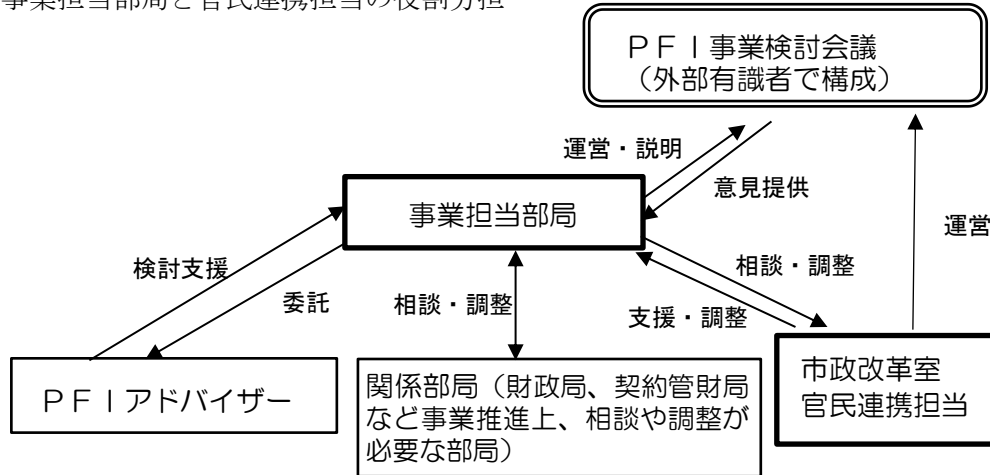 事業担当部局と官民連携担当の役割分担
ＰＦＩ事業検討会議
（外部有識者で構成）
運営・説明
意見提供
事業担当部局
運営
検討支援
委託
相談・調整
相談・調整
支援・調整
ＰＦＩアドバイザー
関係部局（財政局、契約管財局
など事業推進上、相談や調整が
必要な部局）
市政改革室
官民連携担当